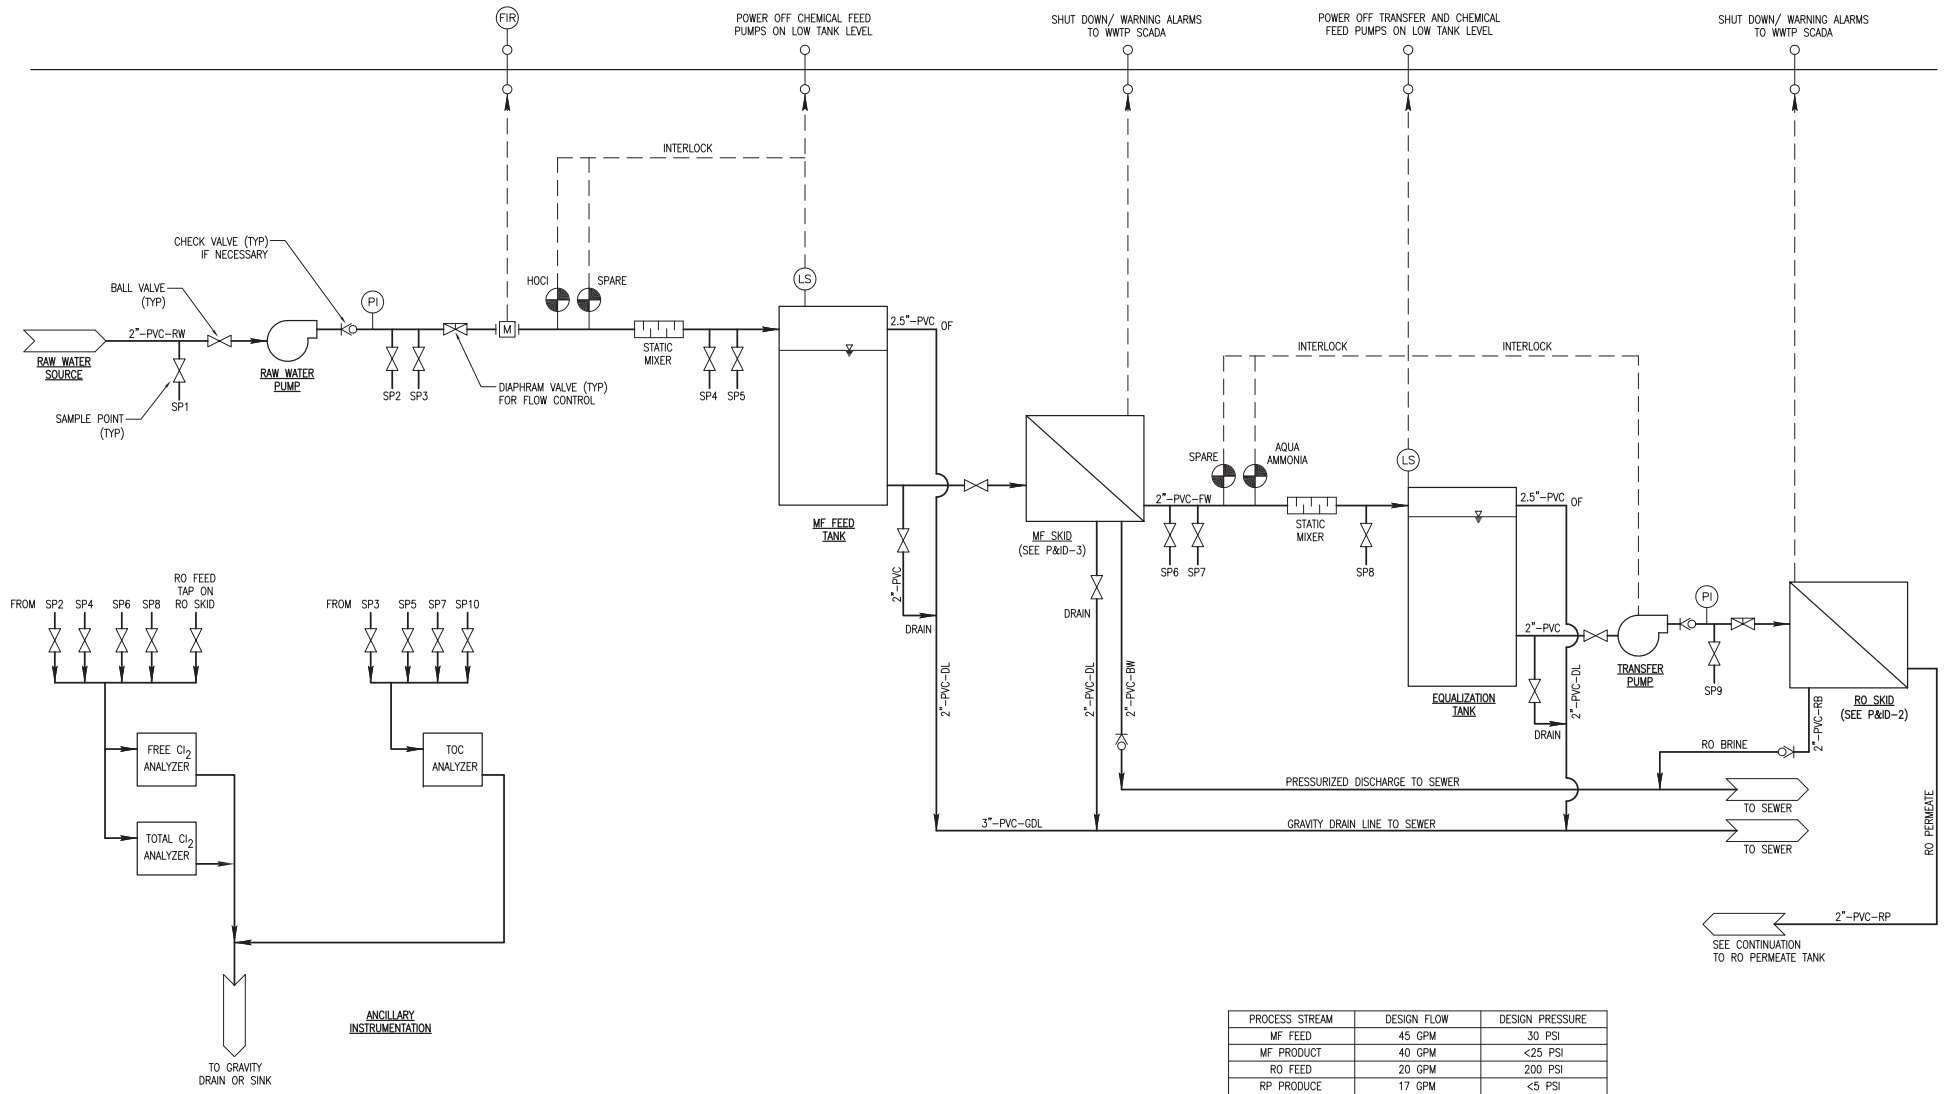 FIR
POWER OFF CHEMICAL FEED
PUMPS ON LOW TANK LEVEL
SHUT DOWN/ WARNING ALARMS
TO WWTP SCADA
POWER OFF TRANSFER AND CHEMICAL
FEED PUMPS ON LOW TANK LEVEL
SHUT DOWN/ WARNING ALARMS
TO WWTP SCADA
INTERLOCK
CHECK VALVE (TYP)
IF NECESSARY
BALL VALVE
(TYP)
PI
HOCl
SPARE
LS
2"-PVC-RW
M
RAW WATER
SOURCE
RAW WATER
PUMP
SAMPLE POINT
(TYP)
SP1
SP2
SP3
DIAPHRAM VALVE (TYP)
FOR FLOW CONTROL
STATIC
MIXER
SP4
SP5
2.5"-PVC OF
MF FEED
TANK
2"-PVC
DRAIN
2"-PVC-DL
MF SKID
(SEE P&ID-3)
DRAIN
2"-PVC-DL
2"-PVC-BW
INTERLOCK
INTERLOCK
SPARE
AQUA
AMMONIA
LS
2"-PVC-FW
SP6
SP7
STATIC
MIXER
SP8
2.5"-PVC OF
EQUALIZATION
TANK
2"-PVC
DRAIN
2"-PVC-DL
TRANSFER
PUMP
PI
SP9
RO SKID
(SEE P&ID-2)
2"-PVC-RB
RO BRINE
PRESSURIZED DISCHARGE TO SEWER
TO SEWER
3"-PVC-GDL
GRAVITY DRAIN LINE TO SEWER
TO SEWER
RO PERMEATE
2"-PVC-RP
SEE CONTINUATION
TO RO PERMEATE TANK
RO FEED
TAP ON
RO SKID
FROM SP2 SP4 SP6 SP8
FROM SP3 SP5 SP7 SP10
FREE Cl2
ANALYZER
TOTAL Cl2
ANALYZER
TOC
ANALYZER
ANCILLARY
INSTRUMENTATION
TO GRAVITY
DRAIN OR SINK
PROCESS STREAM DESIGN FLOW DESIGN PRESSURE
MF FEED 45 GPM 30 PSI
MF PRODUCT 40 GPM <25 PSI
RO FEED 20 GPM 200 PSI
RP PRODUCE 17 GPM <5 PSI